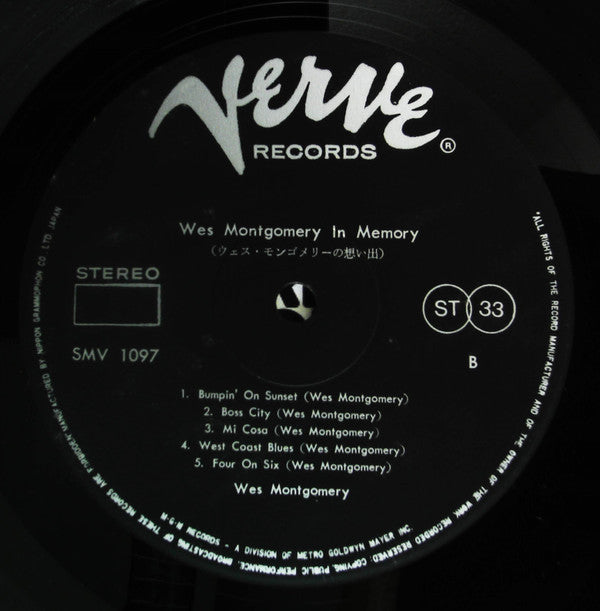 Verve
RECORDS ®
Wes Montgomery In Memory
(ウェス・モンゴメリーの想い出)
STEREO
ST 33
SMV 1097
B
1. Bumpin' On Sunset (Wes Montgomery)
2. Boss City (Wes Montgomery)
3. Mi Cosa (Wes Montgomery)
4. West Coast Blues (Wes Montgomery)
5. Four On Six (Wes Montgomery)
Wes Montgomery
"ALL RIGHTS OF THE RECORD MANUFACTURER AND OF THE OWNER OF THE WORK RECORDED RESERVED. COPYING, PUBLIC PERFORMANCE, BROADCASTING OF THESE RECORDS ARE FORBIDDEN" MANUFACTURED BY NIPPON GRAMMOPHON CO. LTD. JAPAN
M-G-M RECORDS - A DIVISION OF METRO GOLDWYN MAYER INC.